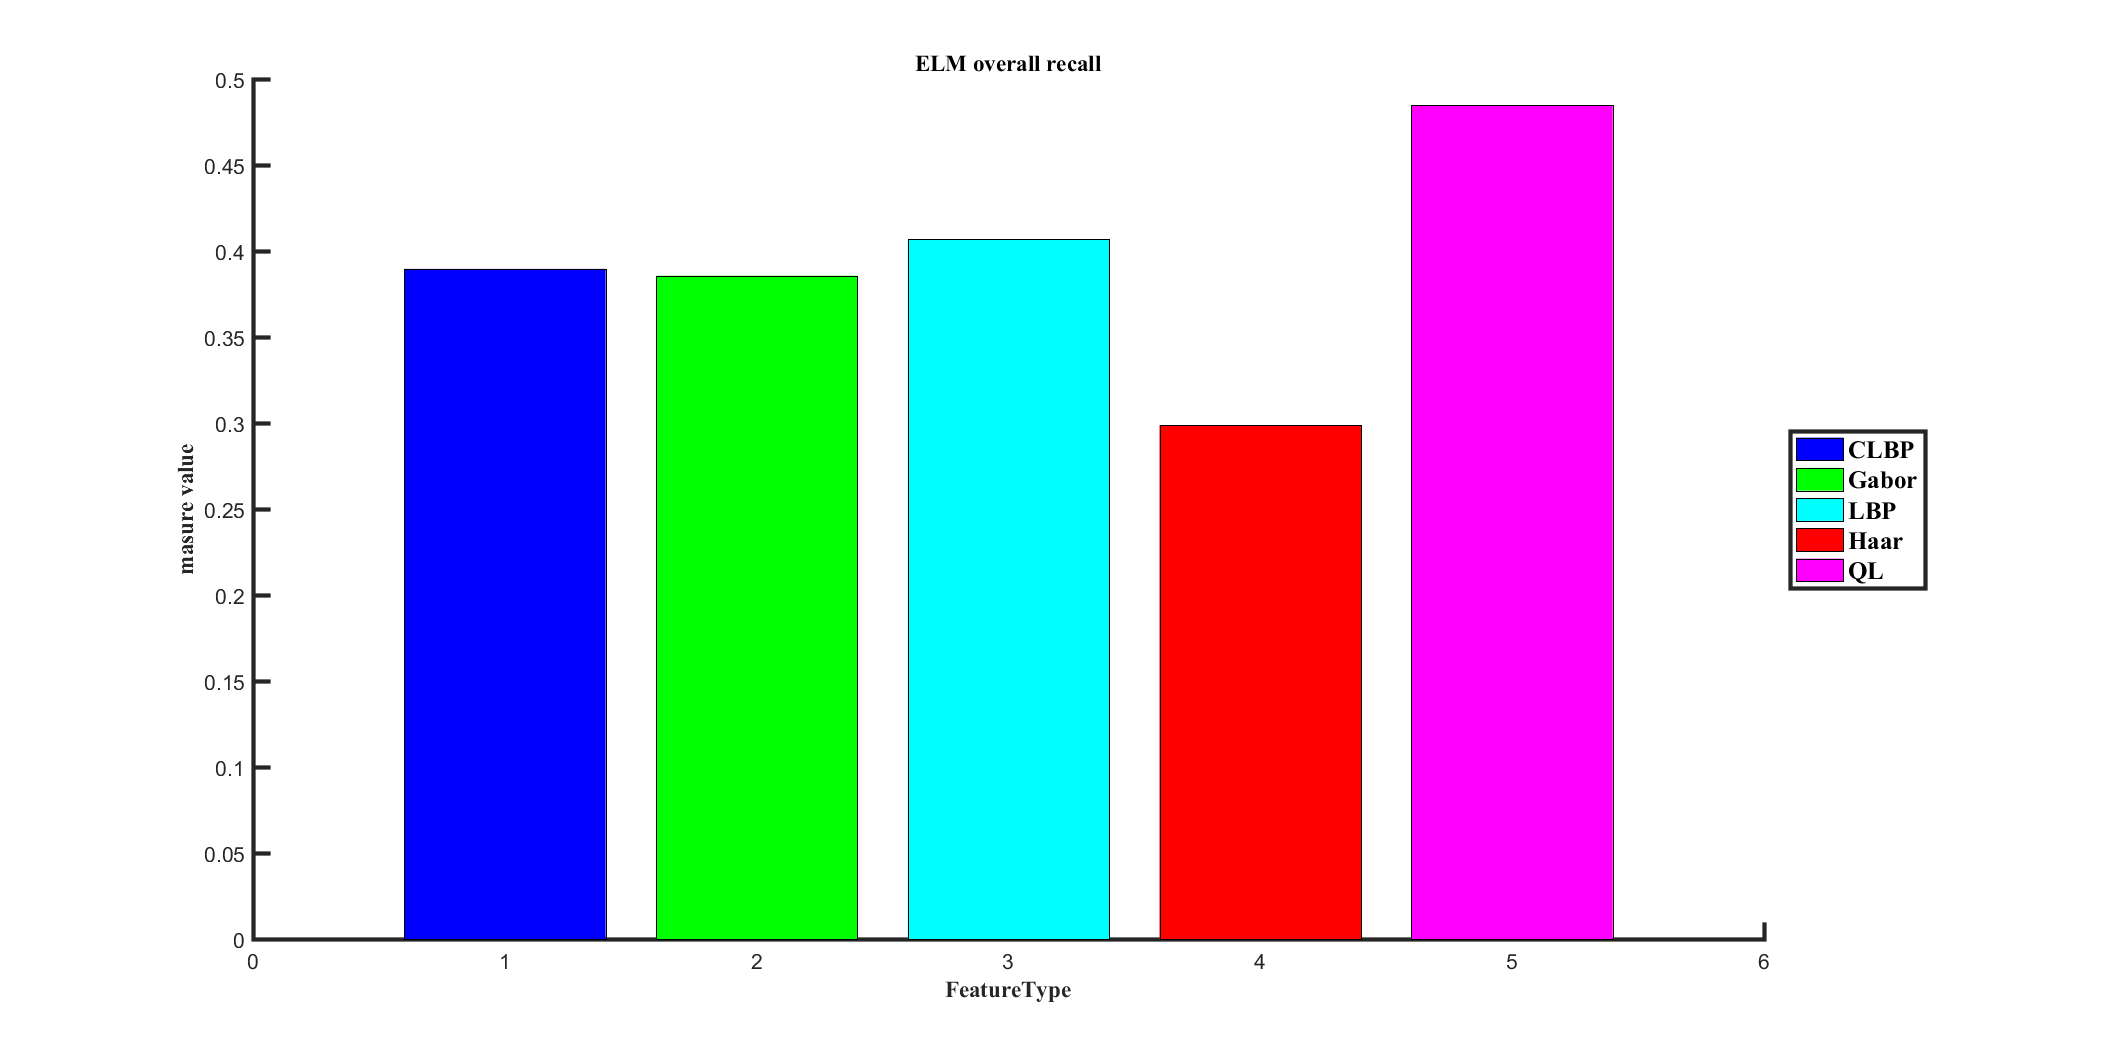 ELM overall recall
0.5
0.45
0.4
0.35
0.3
0.25
0.2
0.15
0.1
0.05
0
masure value
0 1 2 3 4 5 6
FeatureType
CLBP
Gabor
LBP
Haar
QL